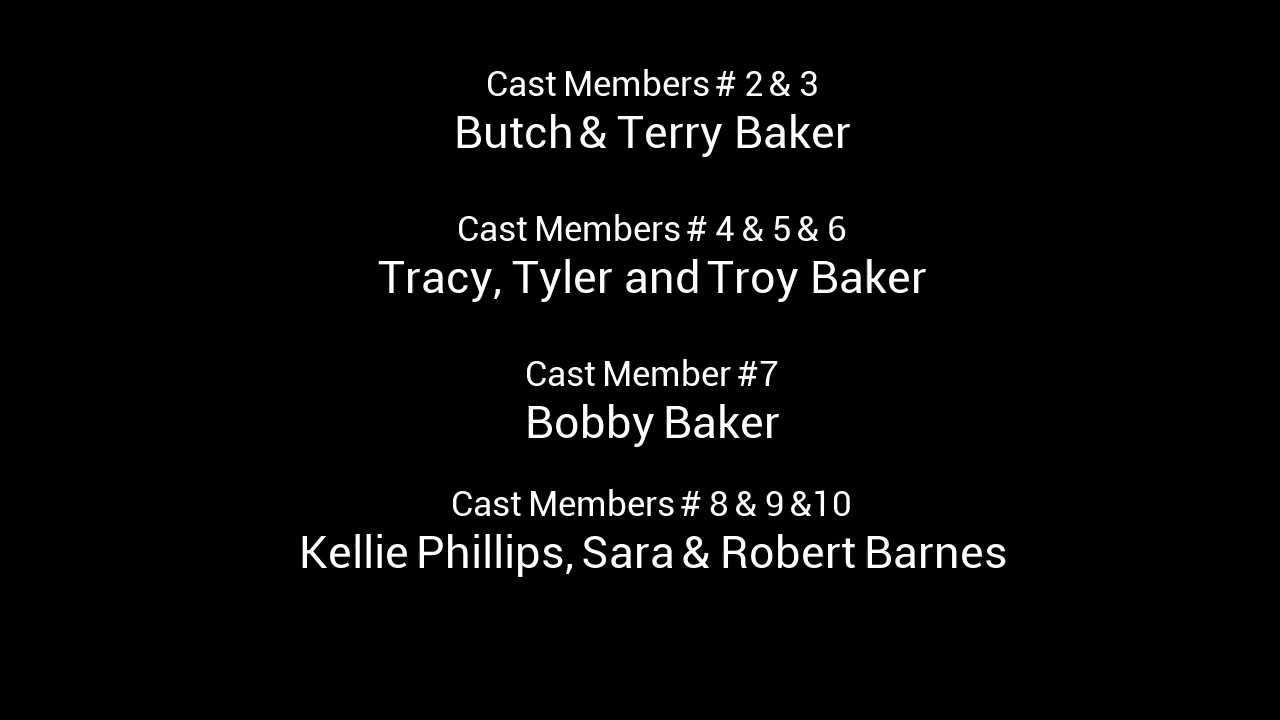 Cast Members # 2 & 3
Butch & Terry Baker
Cast Members # 4 & 5 & 6
Tracy, Tyler and Troy Baker
Cast Member #7
Bobby Baker
Cast Members # 8 & 9 &10
Kellie Phillips, Sara & Robert Barnes